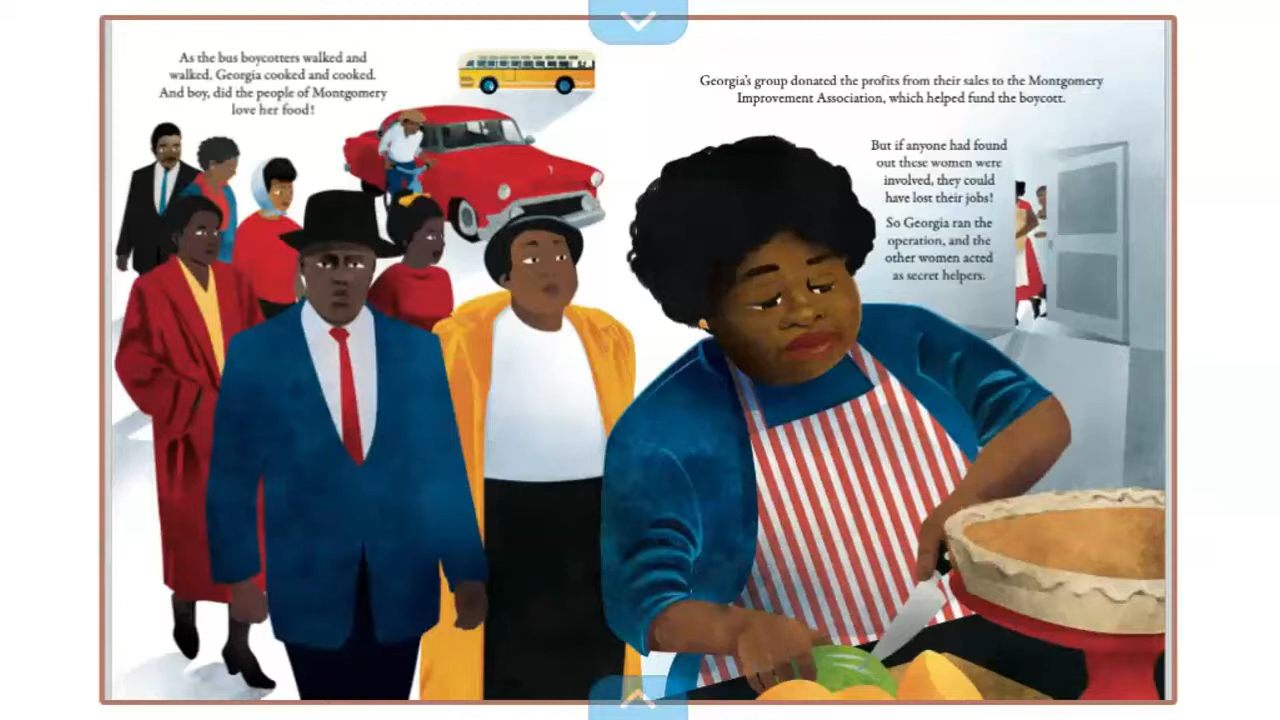 As the bus boycotters walked and
walked, Georgia cooked and cooked.
And boy, did the people of Montgomery
love her food!
Georgia's group donated the profits from their sales to the Montgomery
Improvement Association, which helped fund the boycott.
But if anyone had found
out these women were
involved, they could
have lost their jobs!
So Georgia ran the
operation, and the
other women acted
as secret helpers.